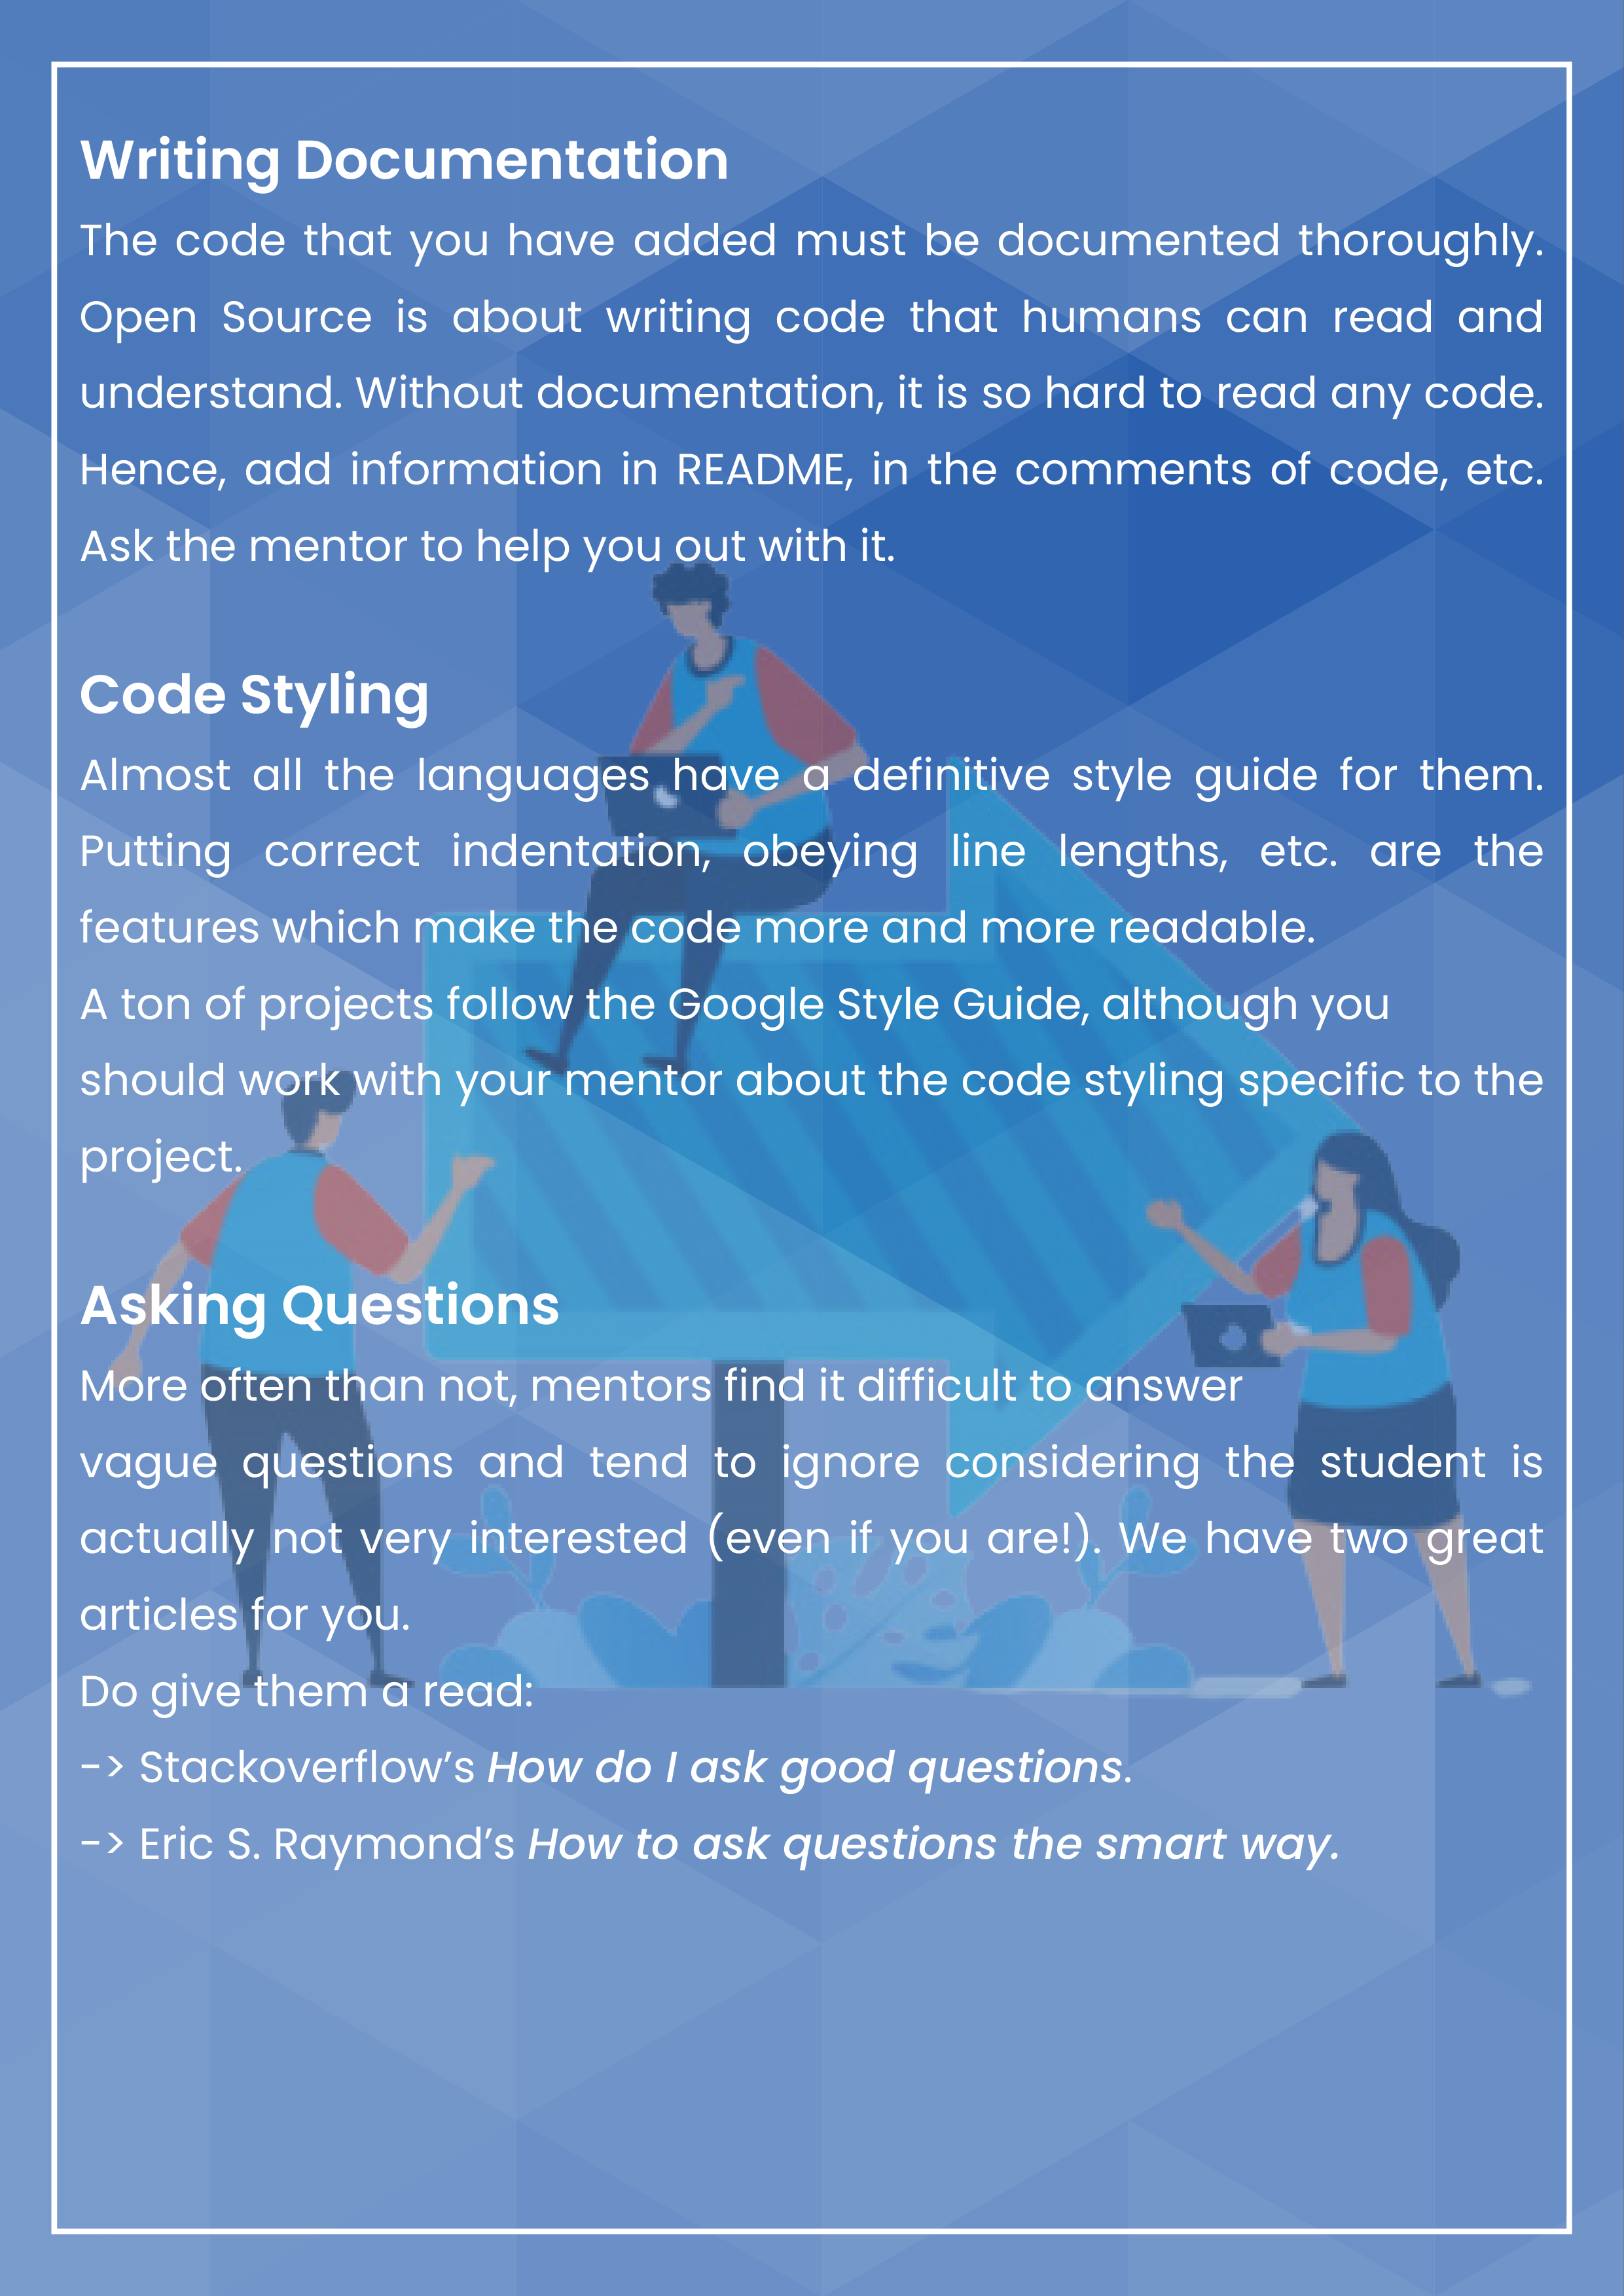 Writing Documentation
The code that you have added must be documented thoroughly.
Open Source is about writing code that humans can read and
understand. Without documentation, it is so hard to read any code.
Hence, add information in README, in the comments of code, etc.
Ask the mentor to help you out with it.
Code Styling
Almost all the languages have a definitive style guide for them.
Putting correct indentation, obeying line lengths, etc. are the
features which make the code more and more readable.
A ton of projects follow the Google Style Guide, although you
should work with your mentor about the code styling specific to the
project.
Asking Questions
More often than not, mentors find it difficult to answer
vague questions and tend to ignore considering the student is
actually not very interested (even if you are!). We have two great
articles for you.
Do give them a read:
-> Stackoverflow’s How do I ask good questions.
-> Eric S. Raymond’s How to ask questions the smart way.